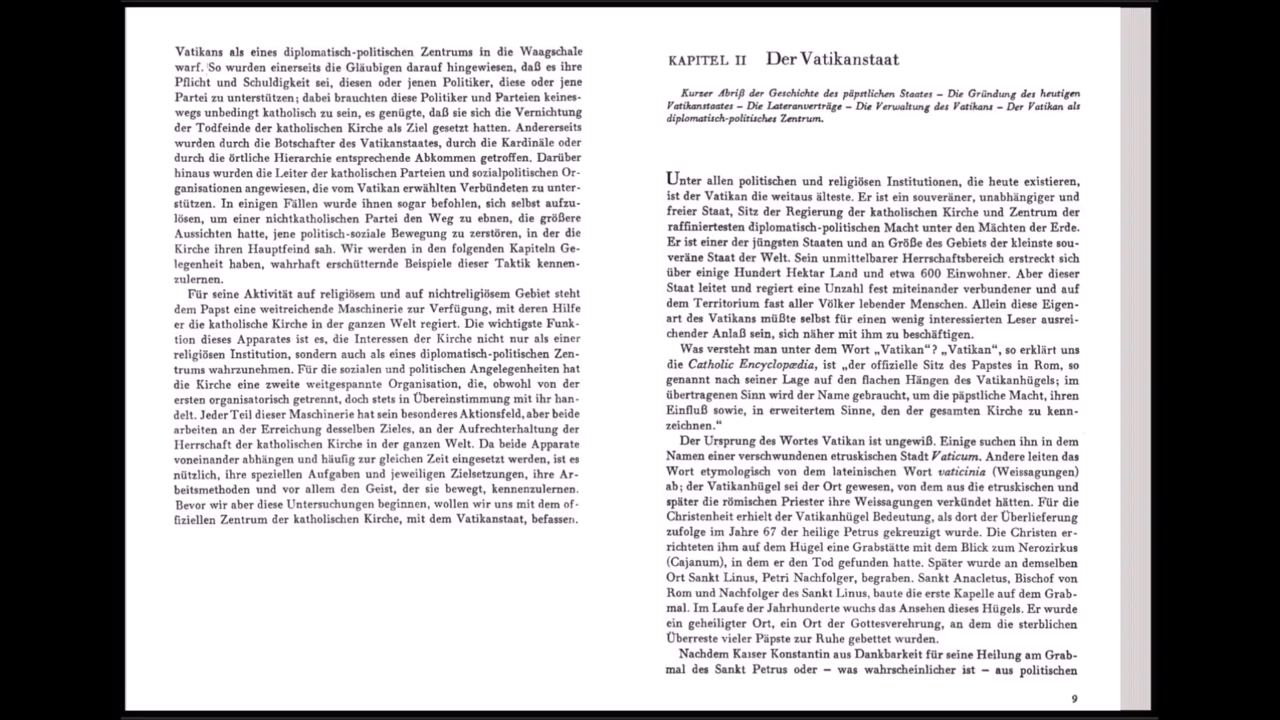 Vatikans als eines diplomatisch-politischen Zentrums in die Waagschale
warf. So wurden einerseits die Gläubigen darauf hingewiesen, daß es ihre
Pflicht und Schuldigkeit sei, diesen oder jenen Politiker, diese oder jene
Partei zu unterstützen; dabei brauchten diese Politiker und Parteien keines-
wegs unbedingt katholisch zu sein, es genügte, daß sie sich die Vernichtung
der Todfeinde der katholischen Kirche als Ziel gesetzt hatten. Andererseits
wurden durch die Botschafter des Vatikanstaates, durch die Kardinäle oder
durch die örtliche Hierarchie entsprechende Abkommen getroffen. Darüber
hinaus wurden die Leiter der katholischen Parteien und sozialpolitischen Or-
ganisationen angewiesen, die vom Vatikan erwählten Verbündeten zu unter-
stützen. In einigen Fällen wurde ihnen sogar befohlen, sich selbst aufzu-
lösen, um einer nichtkatholischen Partei den Weg zu ebnen, die größere
Aussichten hatte, jene politisch-soziale Bewegung zu zerstören, in der die
Kirche ihren Hauptfeind sah. Wir werden in den folgenden Kapiteln Ge-
legenheit haben, wahrhaft erschütternde Beispiele dieser Taktik kennen-
zulernen.
Für seine Aktivität auf religiösem und auf nichtreligiösem Gebiet steht
dem Papst eine weitreichende Maschinerie zur Verfügung, mit deren Hilfe
er die katholische Kirche in der ganzen Welt regiert. Die wichtigste Funk-
tion dieses Apparates ist es, die Interessen der Kirche nicht nur als einer
religiösen Institution, sondern auch als eines diplomatisch-politischen Zen-
trums wahrzunehmen. Für die sozialen und politischen Angelegenheiten hat
die Kirche eine zweite weitgespannte Organisation, die, obwohl von der
ersten organisatorisch getrennt, doch stets in Übereinstimmung mit ihr han-
delt. Jeder Teil dieser Maschinerie hat sein besonderes Aktionsfeld, aber beide
arbeiten an der Erreichung desselben Zieles, an der Aufrechterhaltung der
Herrschaft der katholischen Kirche in der ganzen Welt. Da beide Apparate
voneinander abhängen und häufig zur gleichen Zeit eingesetzt werden, ist es
nützlich, ihre speziellen Aufgaben und jeweiligen Zielsetzungen, ihre Ar-
beitsmethoden und vor allem den Geist, der sie bewegt, kennenzulernen.
Bevor wir aber diese Untersuchungen beginnen, wollen wir uns mit dem of-
fiziellen Zentrum der katholischen Kirche, mit dem Vatikanstaat, befassen.
KAPITEL II Der Vatikanstaat
Kurzer Abriß der Geschichte des päpstlichen Staates – Die Gründung des heutigen
Vatikanstaates – Die Lateranverträge – Die Verwaltung des Vatikans – Der Vatikan als
diplomatisch-politisches Zentrum.
Unter allen politischen und religiösen Institutionen, die heute existieren,
ist der Vatikan die weitaus älteste. Er ist ein souveräner, unabhängiger und
freier Staat, Sitz der Regierung der katholischen Kirche und Zentrum der
raffiniertesten diplomatisch-politischen Macht unter den Mächten der Erde.
Er ist einer der jüngsten Staaten und an Größe des Gebiets der kleinste sou-
veräne Staat der Welt. Sein unmittelbarer Herrschaftsbereich erstreckt sich
über einige Hundert Hektar Land und etwa 600 Einwohner. Aber dieser
Staat leitet und regiert eine Unzahl fest miteinander verbundener und auf
dem Territorium fast aller Völker lebender Menschen. Allein diese Eigen-
art des Vatikans müßte selbst für einen wenig interessierten Leser ausrei-
chender Anlaß sein, sich näher mit ihm zu beschäftigen.
Was versteht man unter dem Wort „Vatikan“? „Vatikan“, so erklärt uns
die Catholic Encyclopædia, ist „der offizielle Sitz des Papstes in Rom, so
genannt nach seiner Lage auf den flachen Hängen des Vatikanhügels; im
übertragenen Sinn wird der Name gebraucht, um die päpstliche Macht, ihren
Einfluß sowie, in erweitertem Sinne, den der gesamten Kirche zu kenn-
zeichnen.“
Der Ursprung des Wortes Vatikan ist ungewiß. Einige suchen ihn in dem
Namen einer verschwundenen etruskischen Stadt Vaticum. Andere leiten das
Wort etymologisch von dem lateinischen Wort vaticinia (Weissagungen)
ab; der Vatikanhügel sei der Ort gewesen, von dem aus die etruskischen und
später die römischen Priester ihre Weissagungen verkündet hätten. Für die
Christenheit erhielt der Vatikanhügel Bedeutung, als dort der Überlieferung
zufolge im Jahre 67 der heilige Petrus gekreuzigt wurde. Die Christen er-
richteten ihm auf dem Hügel eine Grabstätte mit dem Blick zum Nerozirkus
(Cajanum), in dem er den Tod gefunden hatte. Später wurde an demselben
Ort Sankt Linus, Petri Nachfolger, begraben. Sankt Anacletus, Bischof von
Rom und Nachfolger des Sankt Linus, baute die erste Kapelle auf dem Grab-
mal. Im Laufe der Jahrhunderte wuchs das Ansehen dieses Hügels. Er wurde
ein geheiligter Ort, ein Ort der Gottesverehrung, an dem die sterblichen
Überreste vieler Päpste zur Ruhe gebettet wurden.
Nachdem Kaiser Konstantin aus Dankbarkeit für seine Heilung am Grab-
mal des Sankt Petrus oder – was wahrscheinlicher ist – aus politischen
9